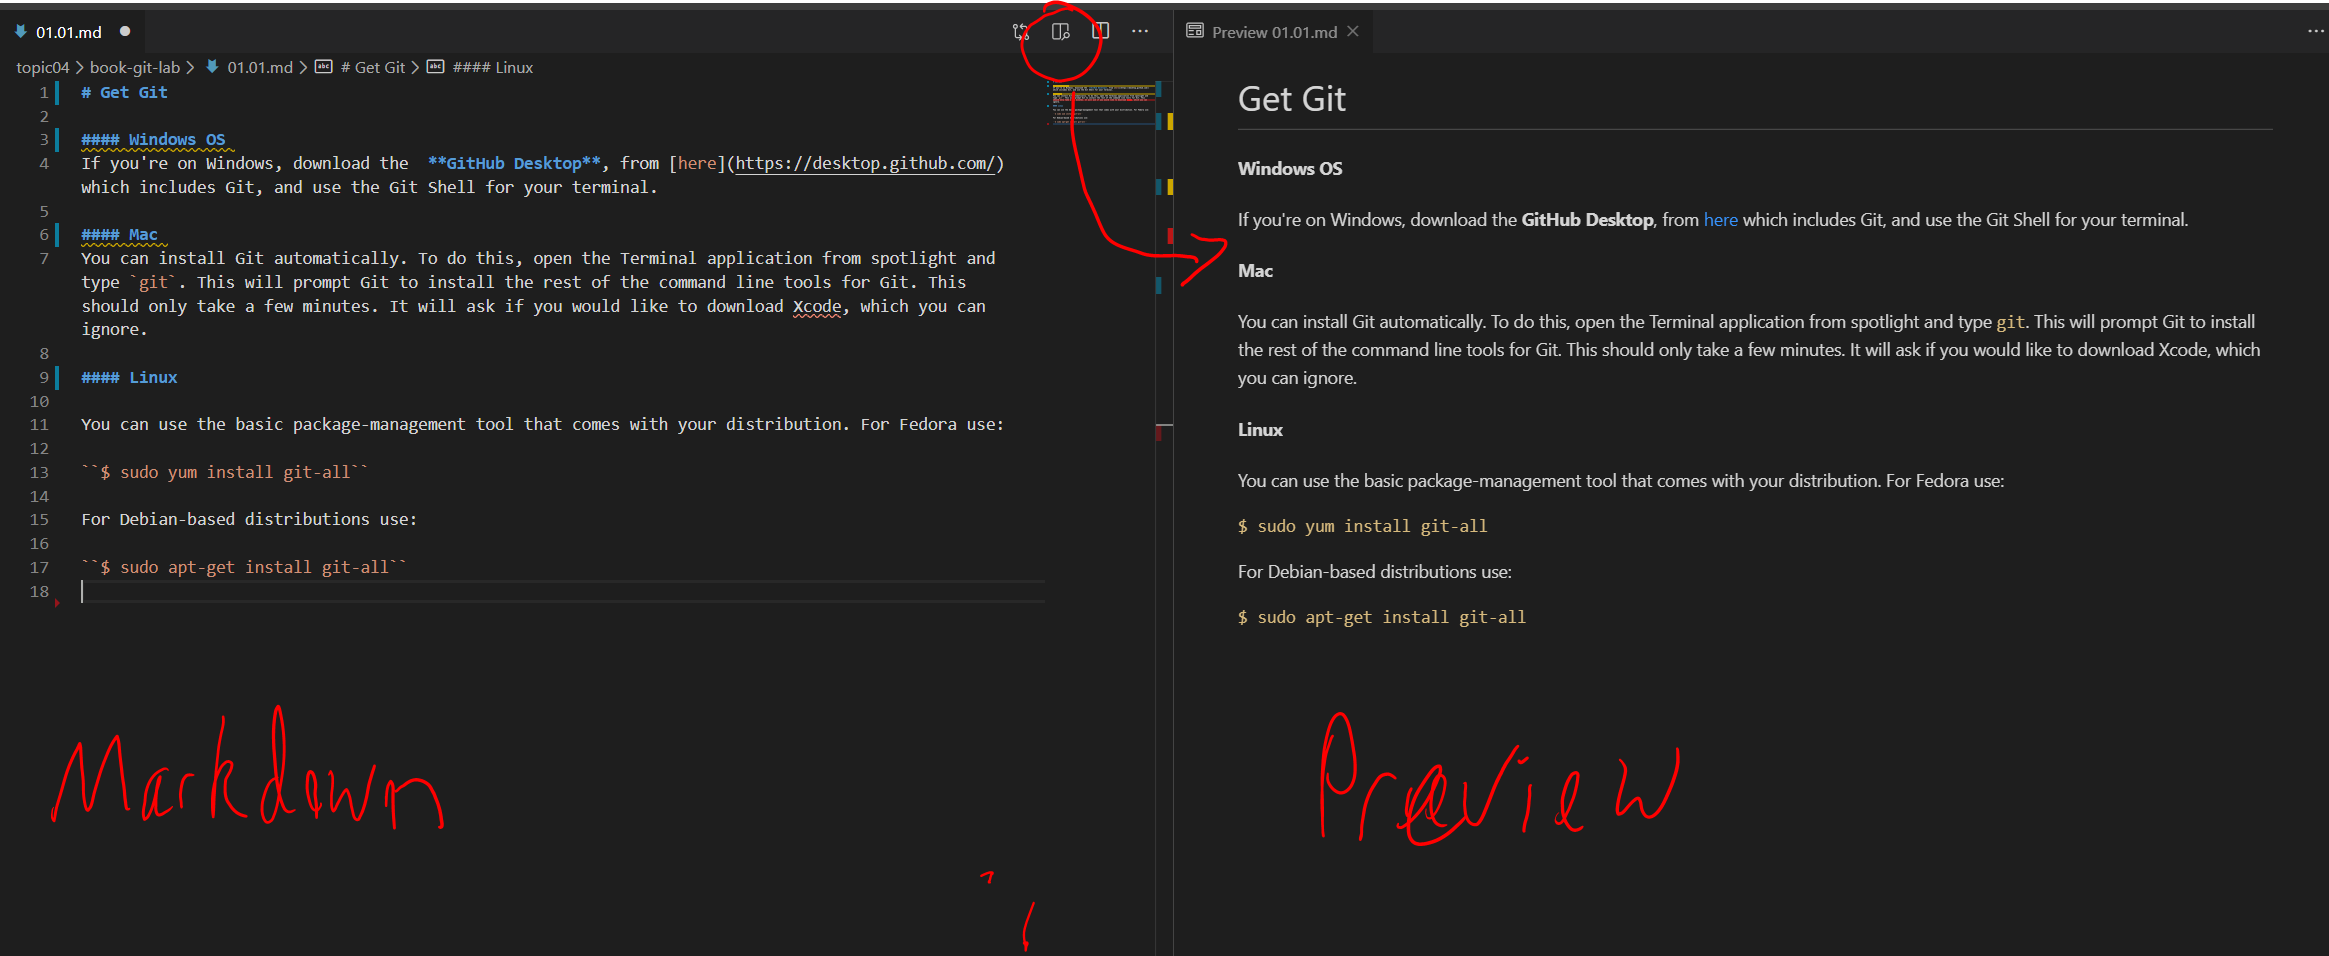 01.01.md
topic04 > book-git-lab > 01.01.md > # Get Git > #### Linux
1 # Get Git
2
3 #### Windows OS
4 If you're on Windows, download the  **GitHub Desktop**, from [here](https://desktop.github.com/)
which includes Git, and use the Git Shell for your terminal.
5
6 #### Mac
7 You can install Git automatically. To do this, open the Terminal application from spotlight and
type `git`. This will prompt Git to install the rest of the command line tools for Git. This
should only take a few minutes. It will ask if you would like to download Xcode, which you can
ignore.
8
9 #### Linux
10
11 You can use the basic package-management tool that comes with your distribution. For Fedora use:
12
13 ``$ sudo yum install git-all``
14
15 For Debian-based distributions use:
16
17 ``$ sudo apt-get install git-all``
18
Markdown
Preview 01.01.md
Get Git
Windows OS
If you're on Windows, download the GitHub Desktop, from here which includes Git, and use the Git Shell for your terminal.
Mac
You can install Git automatically. To do this, open the Terminal application from spotlight and type git. This will prompt Git to install
the rest of the command line tools for Git. This should only take a few minutes. It will ask if you would like to download Xcode, which
you can ignore.
Linux
You can use the basic package-management tool that comes with your distribution. For Fedora use:
$ sudo yum install git-all
For Debian-based distributions use:
$ sudo apt-get install git-all
Preview